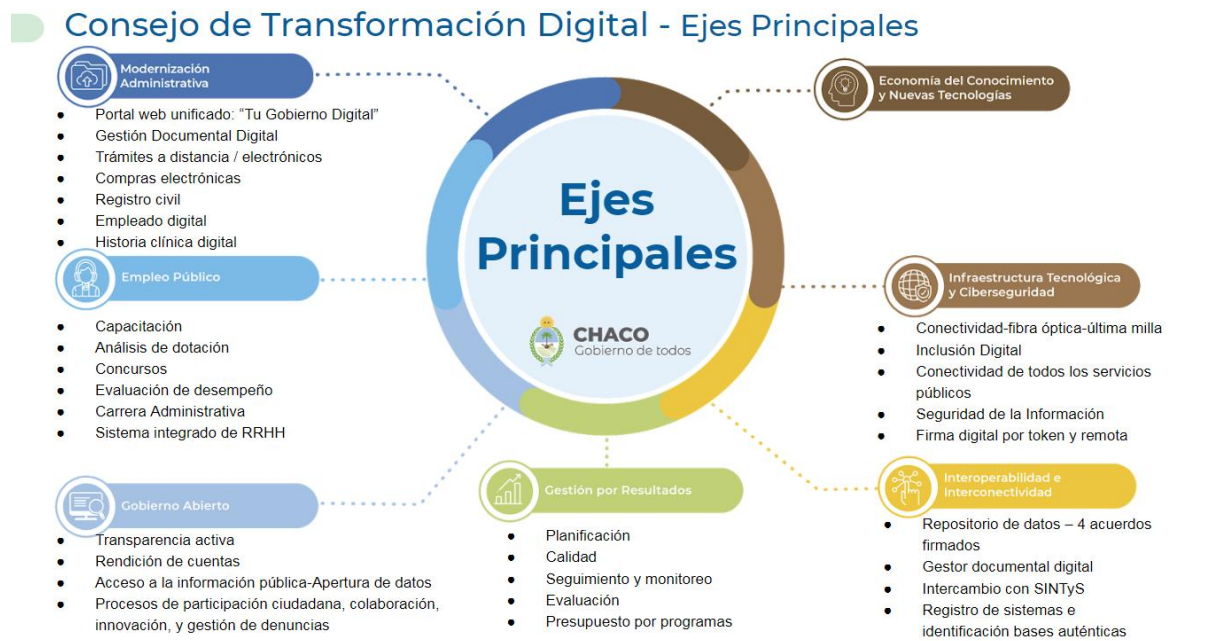 Consejo de Transformación Digital - Ejes Principales
Modernización
Administrativa
● Portal web unificado: “Tu Gobierno Digital”
● Gestión Documental Digital
● Trámites a distancia / electrónicos
● Compras electrónicas
● Registro civil
● Empleado digital
● Historia clínica digital
Empleo Público
● Capacitación
● Análisis de dotación
● Concursos
● Evaluación de desempeño
● Carrera Administrativa
● Sistema integrado de RRHH
Gobierno Abierto
● Transparencia activa
● Rendición de cuentas
● Acceso a la información pública-Apertura de datos
● Procesos de participación ciudadana, colaboración,
innovación, y gestión de denuncias
Ejes
Principales
CHACO
Gobierno de todos
Gestión por Resultados
● Planificación
● Calidad
● Seguimiento y monitoreo
● Evaluación
● Presupuesto por programas
Economía del Conocimiento
y Nuevas Tecnologías
Infraestructura Tecnológica
y Ciberseguridad
● Conectividad-fibra óptica-última milla
● Inclusión Digital
● Conectividad de todos los servicios
públicos
● Seguridad de la Información
● Firma digital por token y remota
Interoperabilidad e
Interconectividad
● Repositorio de datos – 4 acuerdos
firmados
● Gestor documental digital
● Intercambio con SINTyS
● Registro de sistemas e
identificación bases auténticas